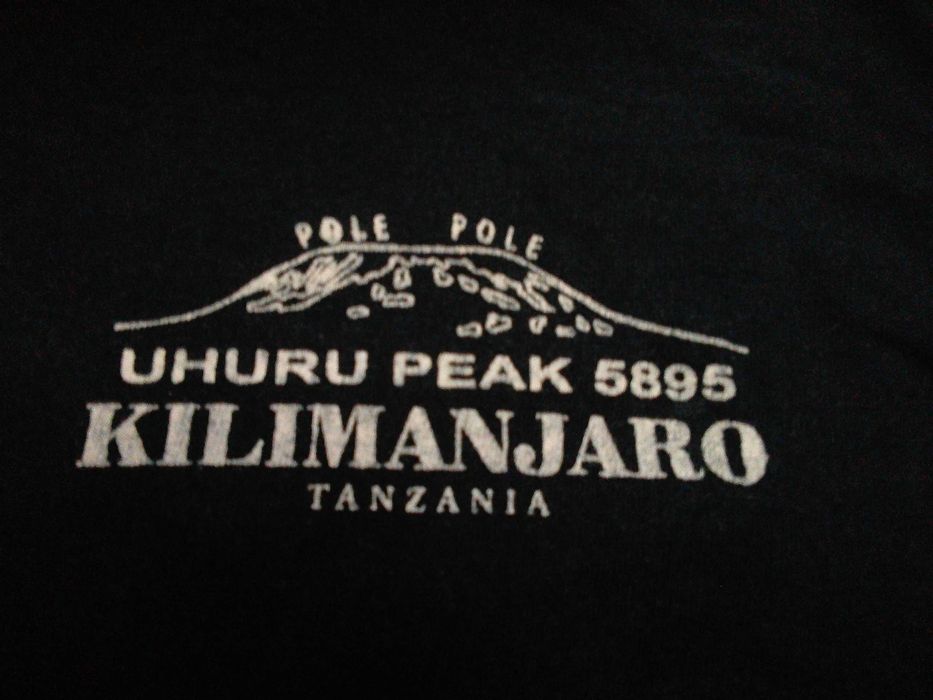 POLE POLE
UHURU PEAK 5895
KILIMANJARO
TANZANIA